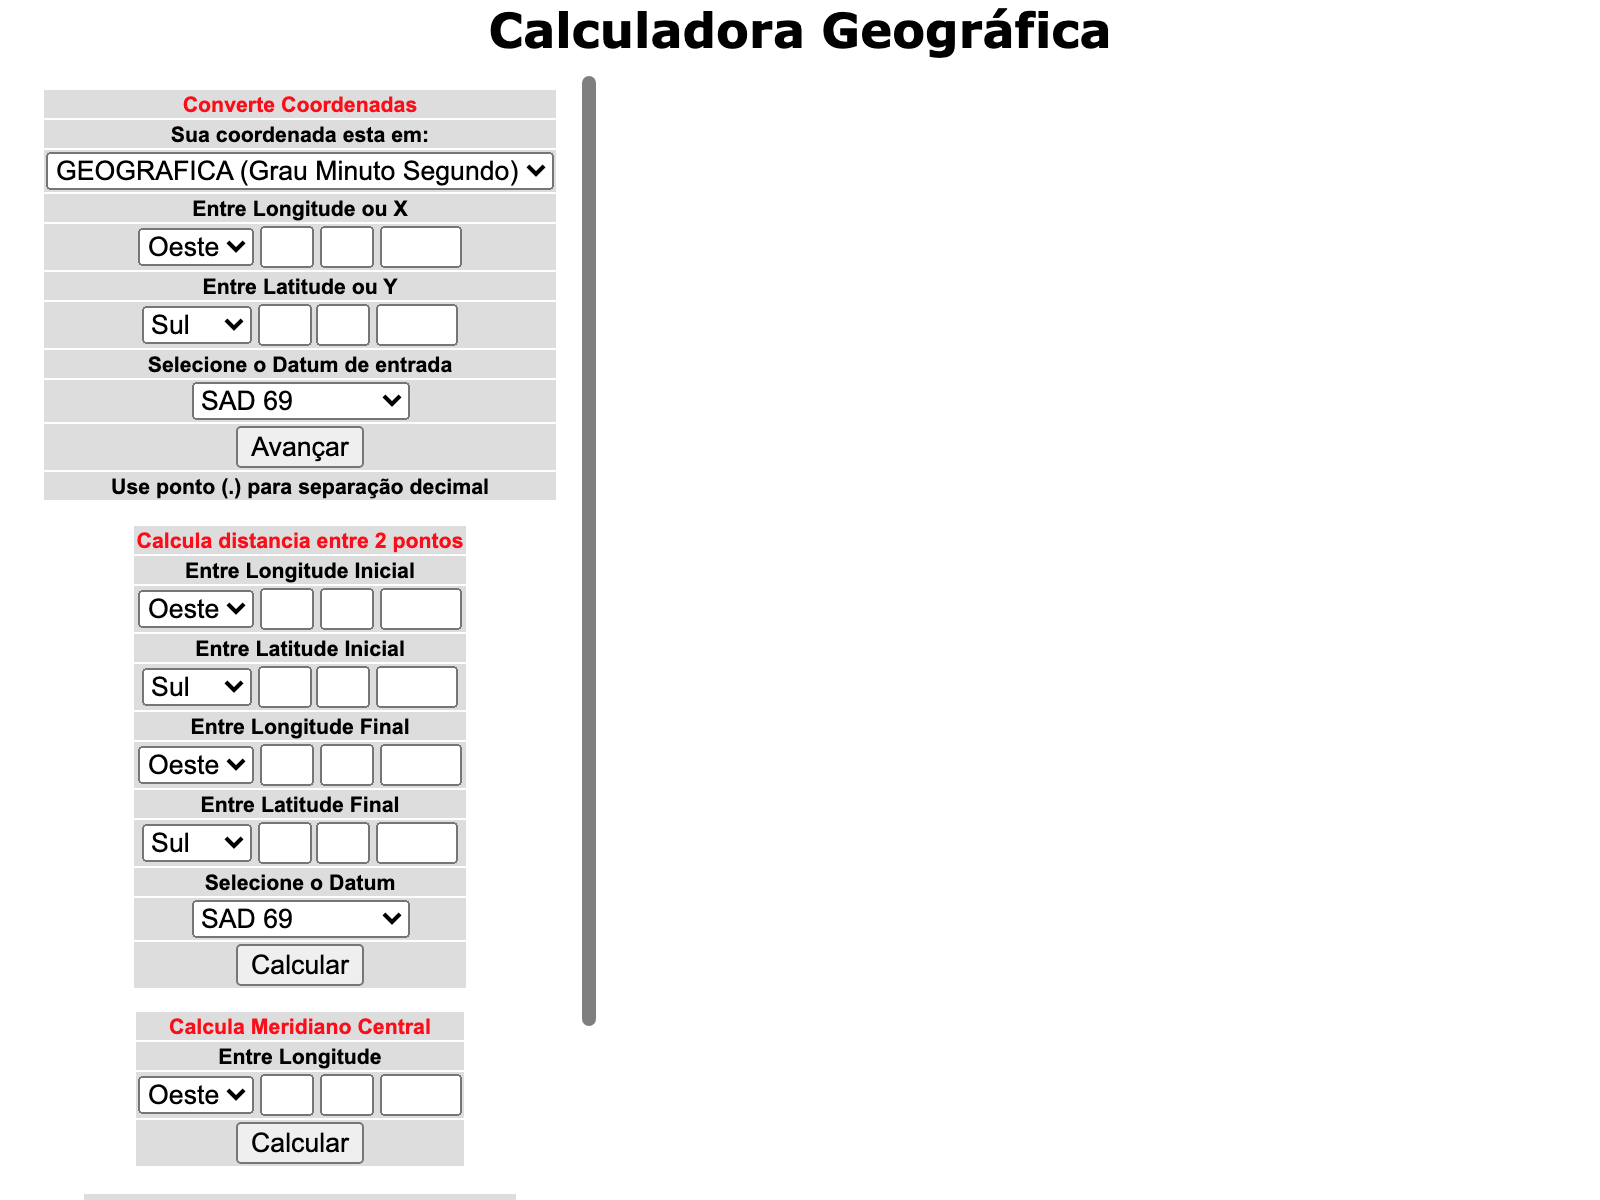 Calculadora Geográfica
Converte Coordenadas
Sua coordenada esta em:
GEOGRAFICA (Grau Minuto Segundo)
Entre Longitude ou X
Oeste
Entre Latitude ou Y
Sul
Selecione o Datum de entrada
SAD 69
Avançar
Use ponto (.) para separação decimal
Calcula distancia entre 2 pontos
Entre Longitude Inicial
Oeste
Entre Latitude Inicial
Sul
Entre Longitude Final
Oeste
Entre Latitude Final
Sul
Selecione o Datum
SAD 69
Calcular
Calcula Meridiano Central
Entre Longitude
Oeste
Calcular